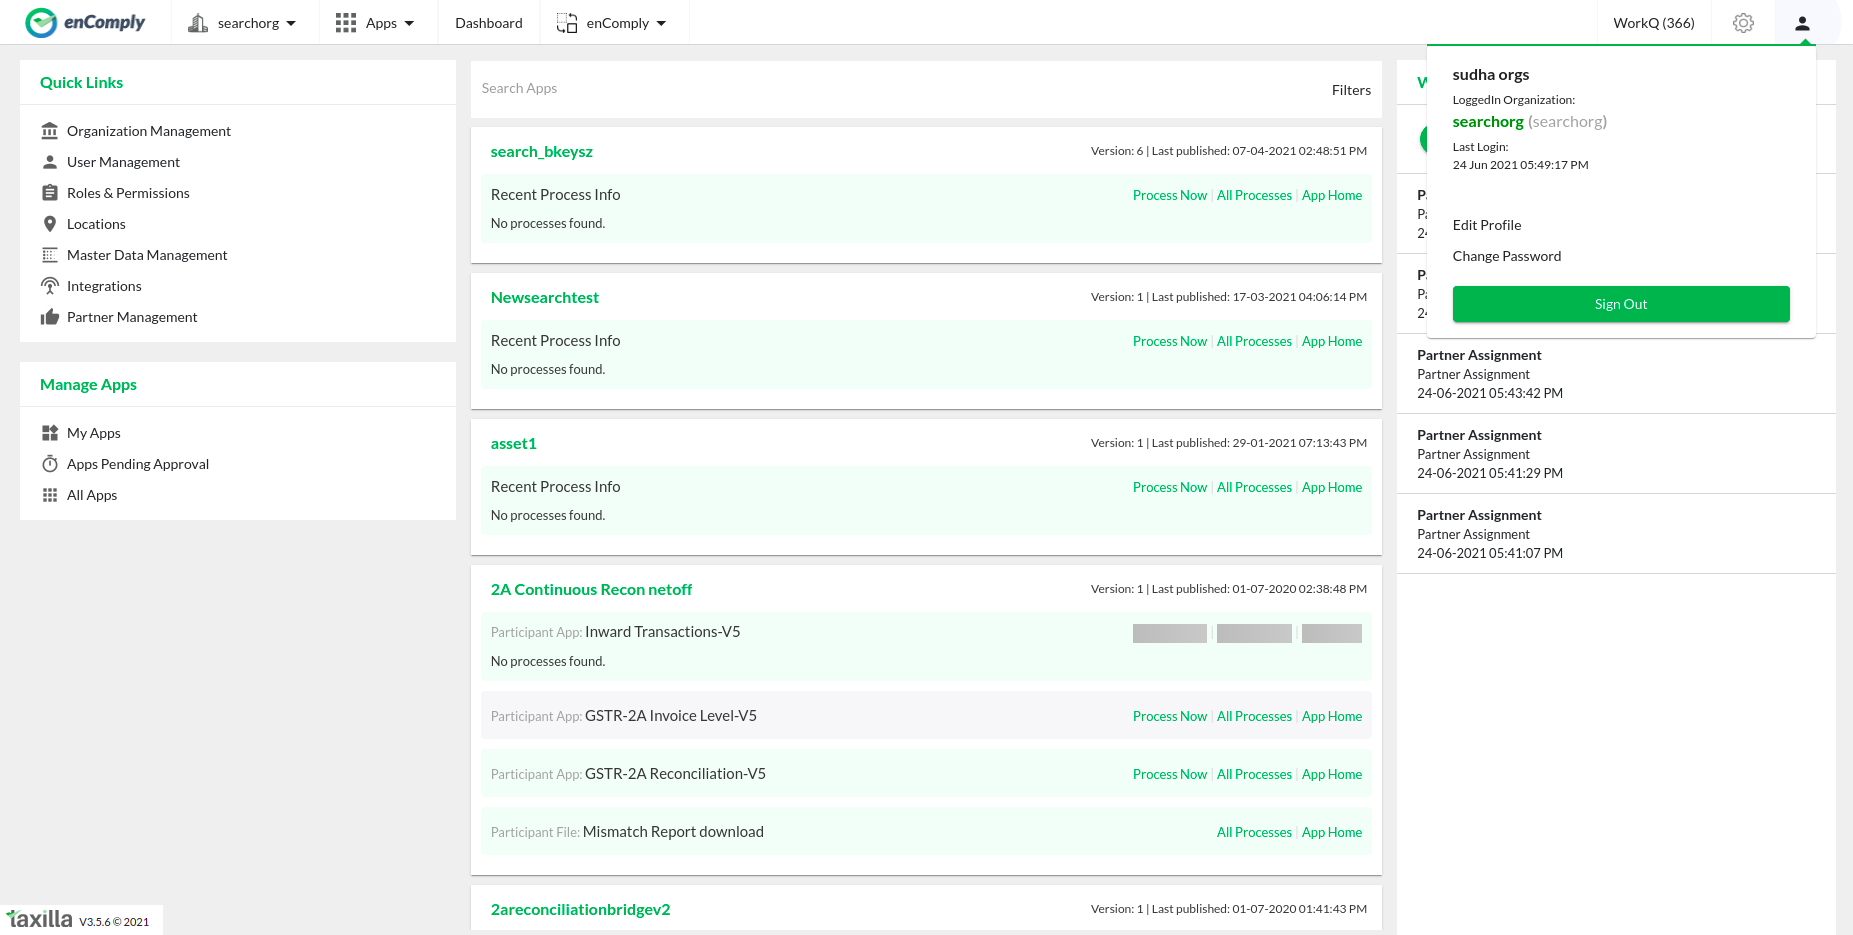 enComply
searchorg
Apps
Dashboard
enComply
WorkQ (366)
Quick Links
Organization Management
User Management
Roles & Permissions
Locations
Master Data Management
Integrations
Partner Management
Manage Apps
My Apps
Apps Pending Approval
All Apps
Search Apps
Filters
search_bkeysz
Version: 6 | Last published: 07-04-2021 02:48:51 PM
Recent Process Info
Process Now | All Processes | App Home
No processes found.
Newsearchtest
Version: 1 | Last published: 17-03-2021 04:06:14 PM
Recent Process Info
Process Now | All Processes | App Home
No processes found.
asset1
Version: 1 | Last published: 29-01-2021 07:13:43 PM
Recent Process Info
Process Now | All Processes | App Home
No processes found.
2A Continuous Recon netoff
Version: 1 | Last published: 01-07-2020 02:38:48 PM
Participant App: Inward Transactions-V5
No processes found.
Participant App: GSTR-2A Invoice Level-V5
Process Now | All Processes | App Home
Participant App: GSTR-2A Reconciliation-V5
Process Now | All Processes | App Home
Participant File: Mismatch Report download
All Processes | App Home
2areconciliationbridgev2
Version: 1 | Last published: 01-07-2020 01:41:43 PM
sudha orgs
LoggedIn Organization:
searchorg (searchorg)
Last Login:
24 Jun 2021 05:49:17 PM
Edit Profile
Change Password
Sign Out
Partner Assignment
Partner Assignment
24-06-2021 05:43:42 PM
Partner Assignment
Partner Assignment
24-06-2021 05:41:29 PM
Partner Assignment
Partner Assignment
24-06-2021 05:41:07 PM
taxilla V3.5.6 © 2021